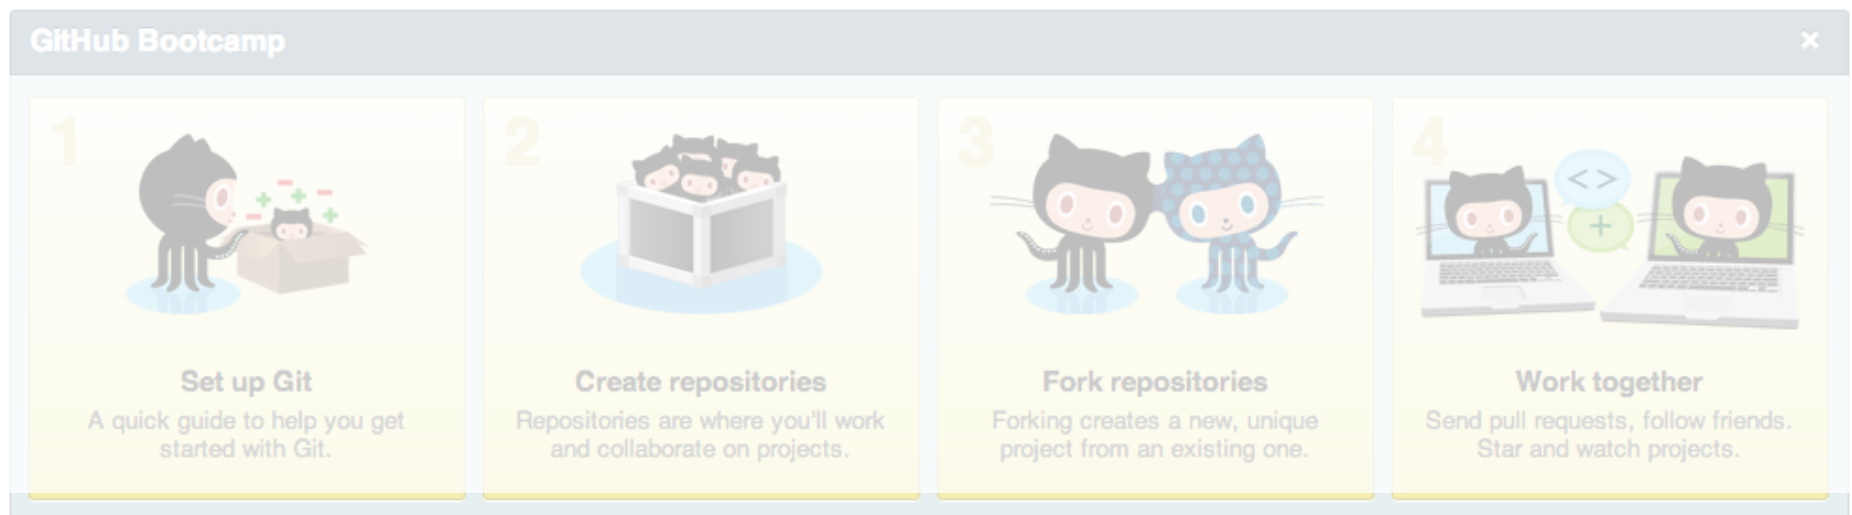 GitHub Bootcamp
1
2
3
4
< >
+
Set up Git
A quick guide to help you get
started with Git.
Create repositories
Repositories are where you'll work
and collaborate on projects.
Fork repositories
Forking creates a new, unique
project from an existing one.
Work together
Send pull requests, follow friends.
Star and watch projects.